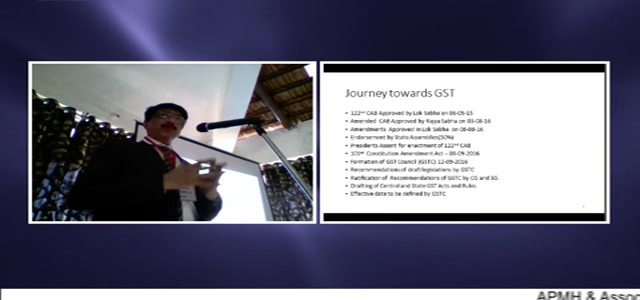 Journey towards GST
• 122nd CAB Approved by Lok Sabha on 06-05-15
• Amended CAB Approved by Rajya Sabha on 03-08-16
• Amendments Approved in Lok Sabha on 08-08-16
• Endorsement by State Assemblies(50%)
• Presidents Assent for enactment of 122nd CAB
• 101st Constitution Amendment Act – 08-09-2016
• Formation of GST Council (GSTC) 12-09-2016
• Recommendations of draft legislations by GSTC
• Ratification of Recommendations of GSTC by CG and SG
• Drafting of Central and State GST Acts and Rules
• Effective date to be defined by GSTC
APMH & Assoc